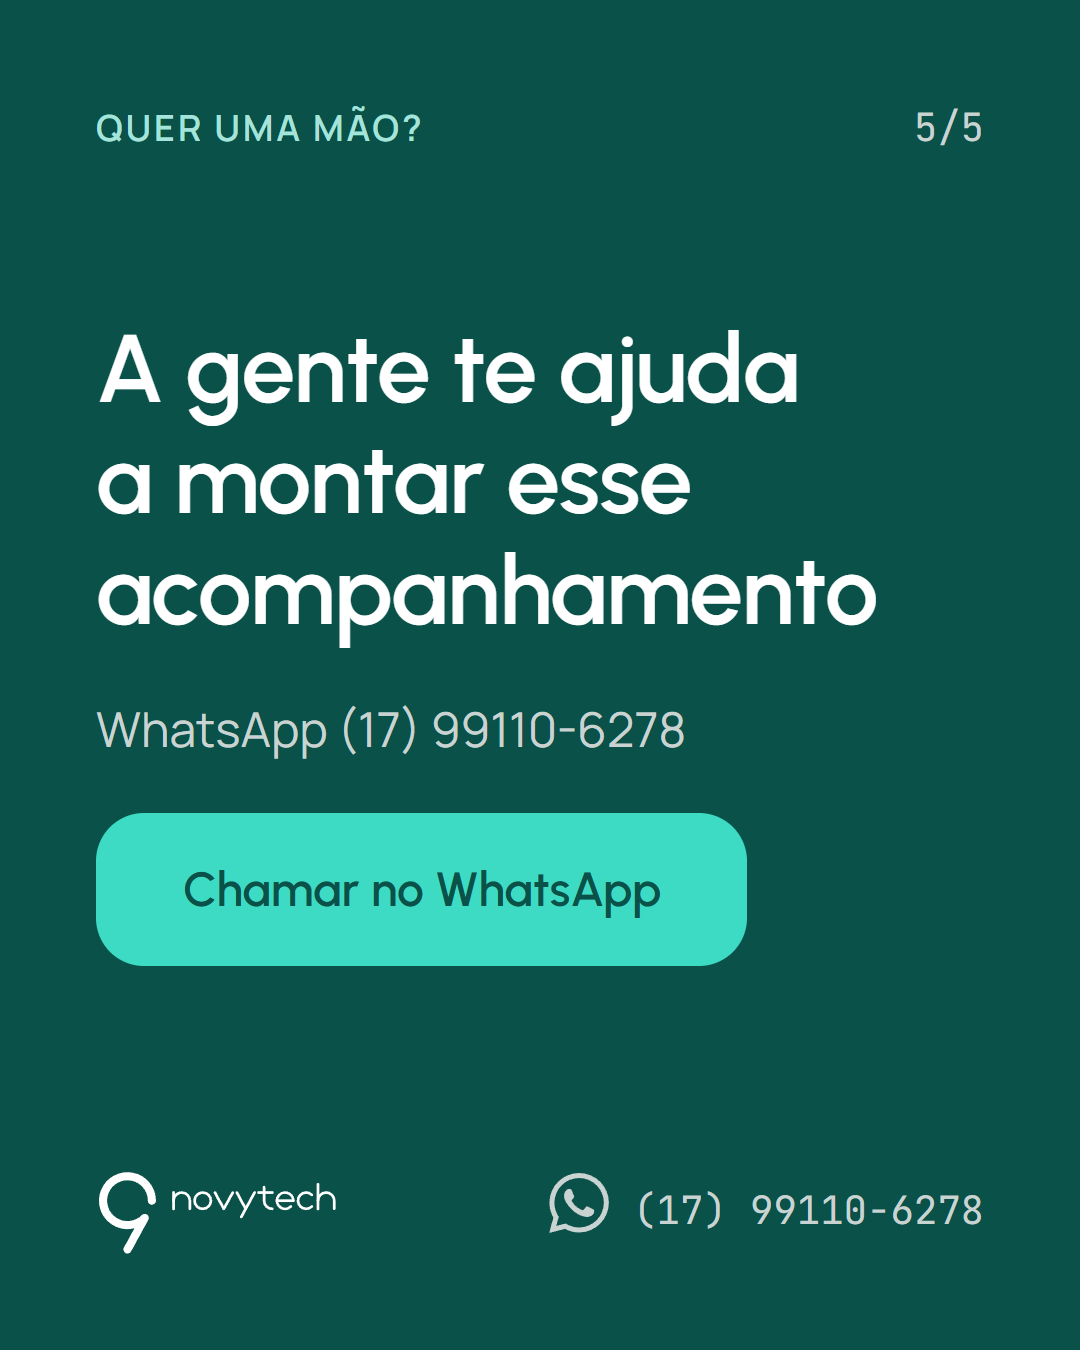 QUER UMA MÃO?
5/5
A gente te ajuda
a montar esse
acompanhamento
WhatsApp (17) 99110-6278
Chamar no WhatsApp
novytech
(17) 99110-6278